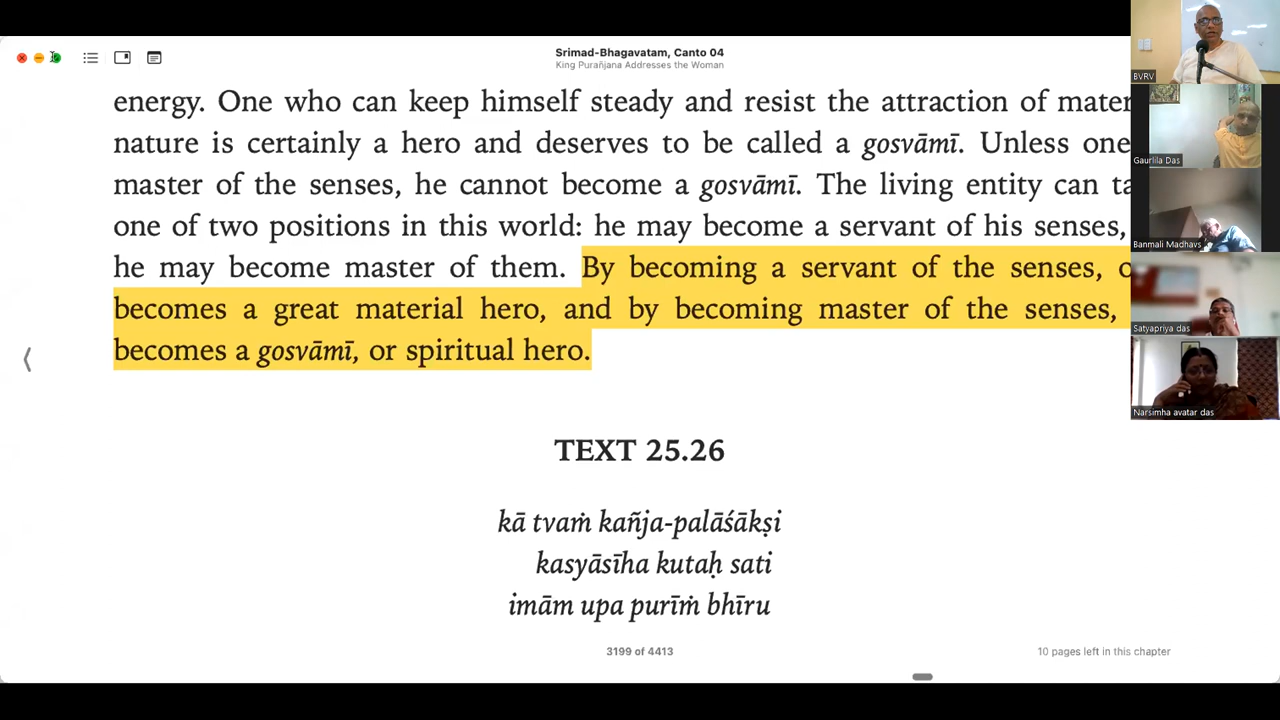 Srimad-Bhagavatam, Canto 04
King Purañjana Addresses the Woman
energy. One who can keep himself steady and resist the attraction of
nature is certainly a hero and deserves to be called a gosvāmī. Unless one
master of the senses, he cannot become a gosvāmī. The living entity can
one of two positions in this world: he may become a servant of his senses,
he may become master of them. By becoming a servant of the senses,
becomes a great material hero, and by becoming master of the senses,
becomes a gosvāmī, or spiritual hero.
TEXT 25.26
kā tvaṁ kañja-palāśākṣi
kasyāsīha kutaḥ sati
imām upa purīṁ bhīru
3199 of 4413
10 pages left in this chapter
BVRV
Gaurlila Das
Banmali Madhavs
Satyapriya das
Narsimha avatar das